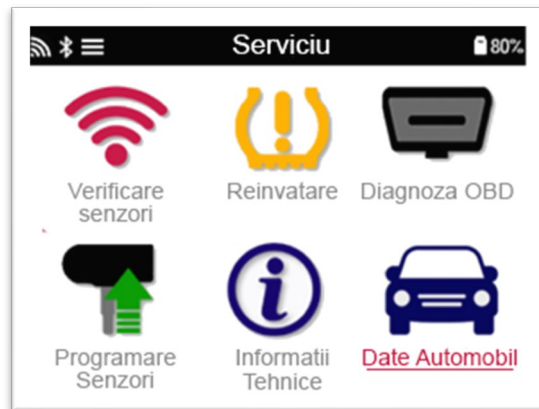 Serviciu
80%
Verificare
senzori
Reinvatare
Diagnoza OBD
Programare
Senzori
Informatii
Tehnice
Date Automobil